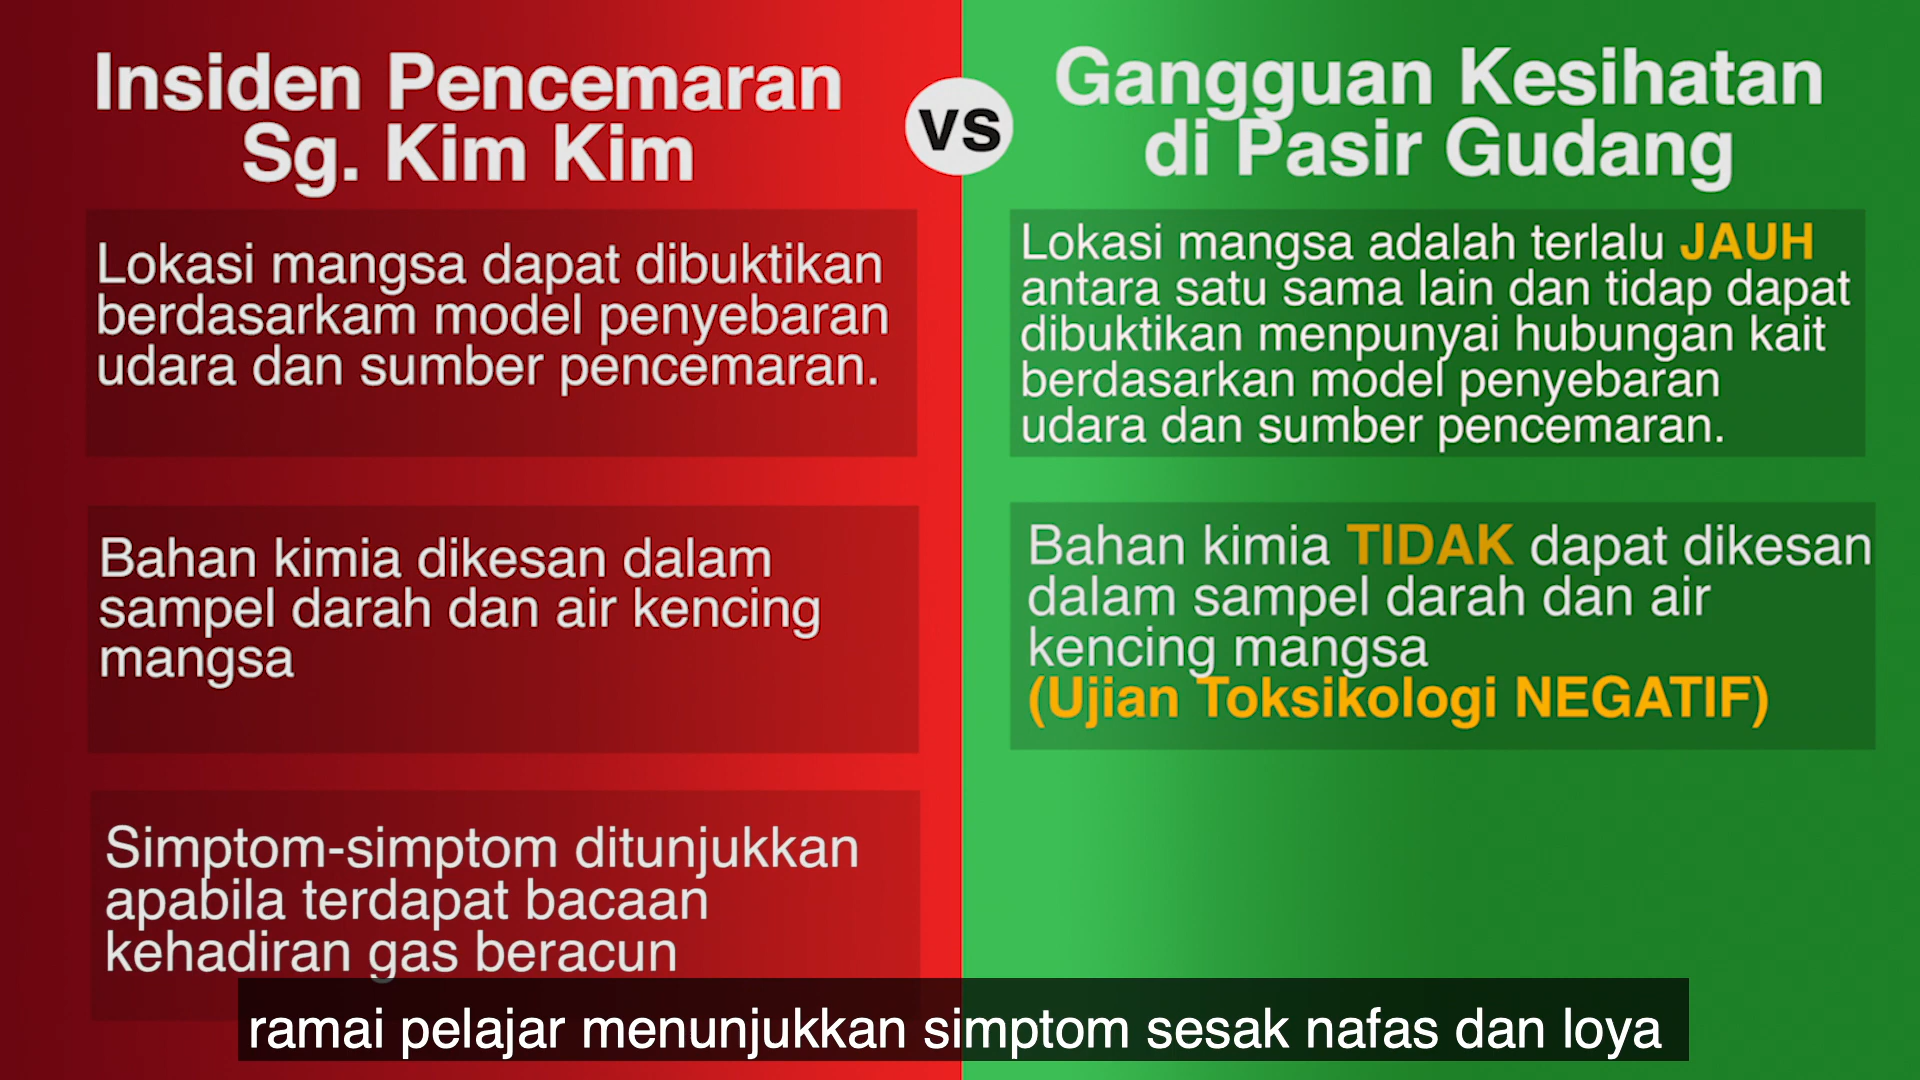 Insiden Pencemaran
Sg. Kim Kim
vs
Gangguan Kesihatan
di Pasir Gudang
Lokasi mangsa dapat dibuktikan
berdasarkam model penyebaran
udara dan sumber pencemaran.
Lokasi mangsa adalah terlalu JAUH
antara satu sama lain dan tidap dapat
dibuktikan menpunyai hubungan kait
berdasarkan model penyebaran
udara dan sumber pencemaran.
Bahan kimia dikesan dalam
sampel darah dan air kencing
mangsa
Bahan kimia TIDAK dapat dikesan
dalam sampel darah dan air
kencing mangsa
(Ujian Toksikologi NEGATIF)
Simptom-simptom ditunjukkan
apabila terdapat bacaan
kehadiran gas beracun
ramai pelajar menunjukkan simptom sesak nafas dan loya